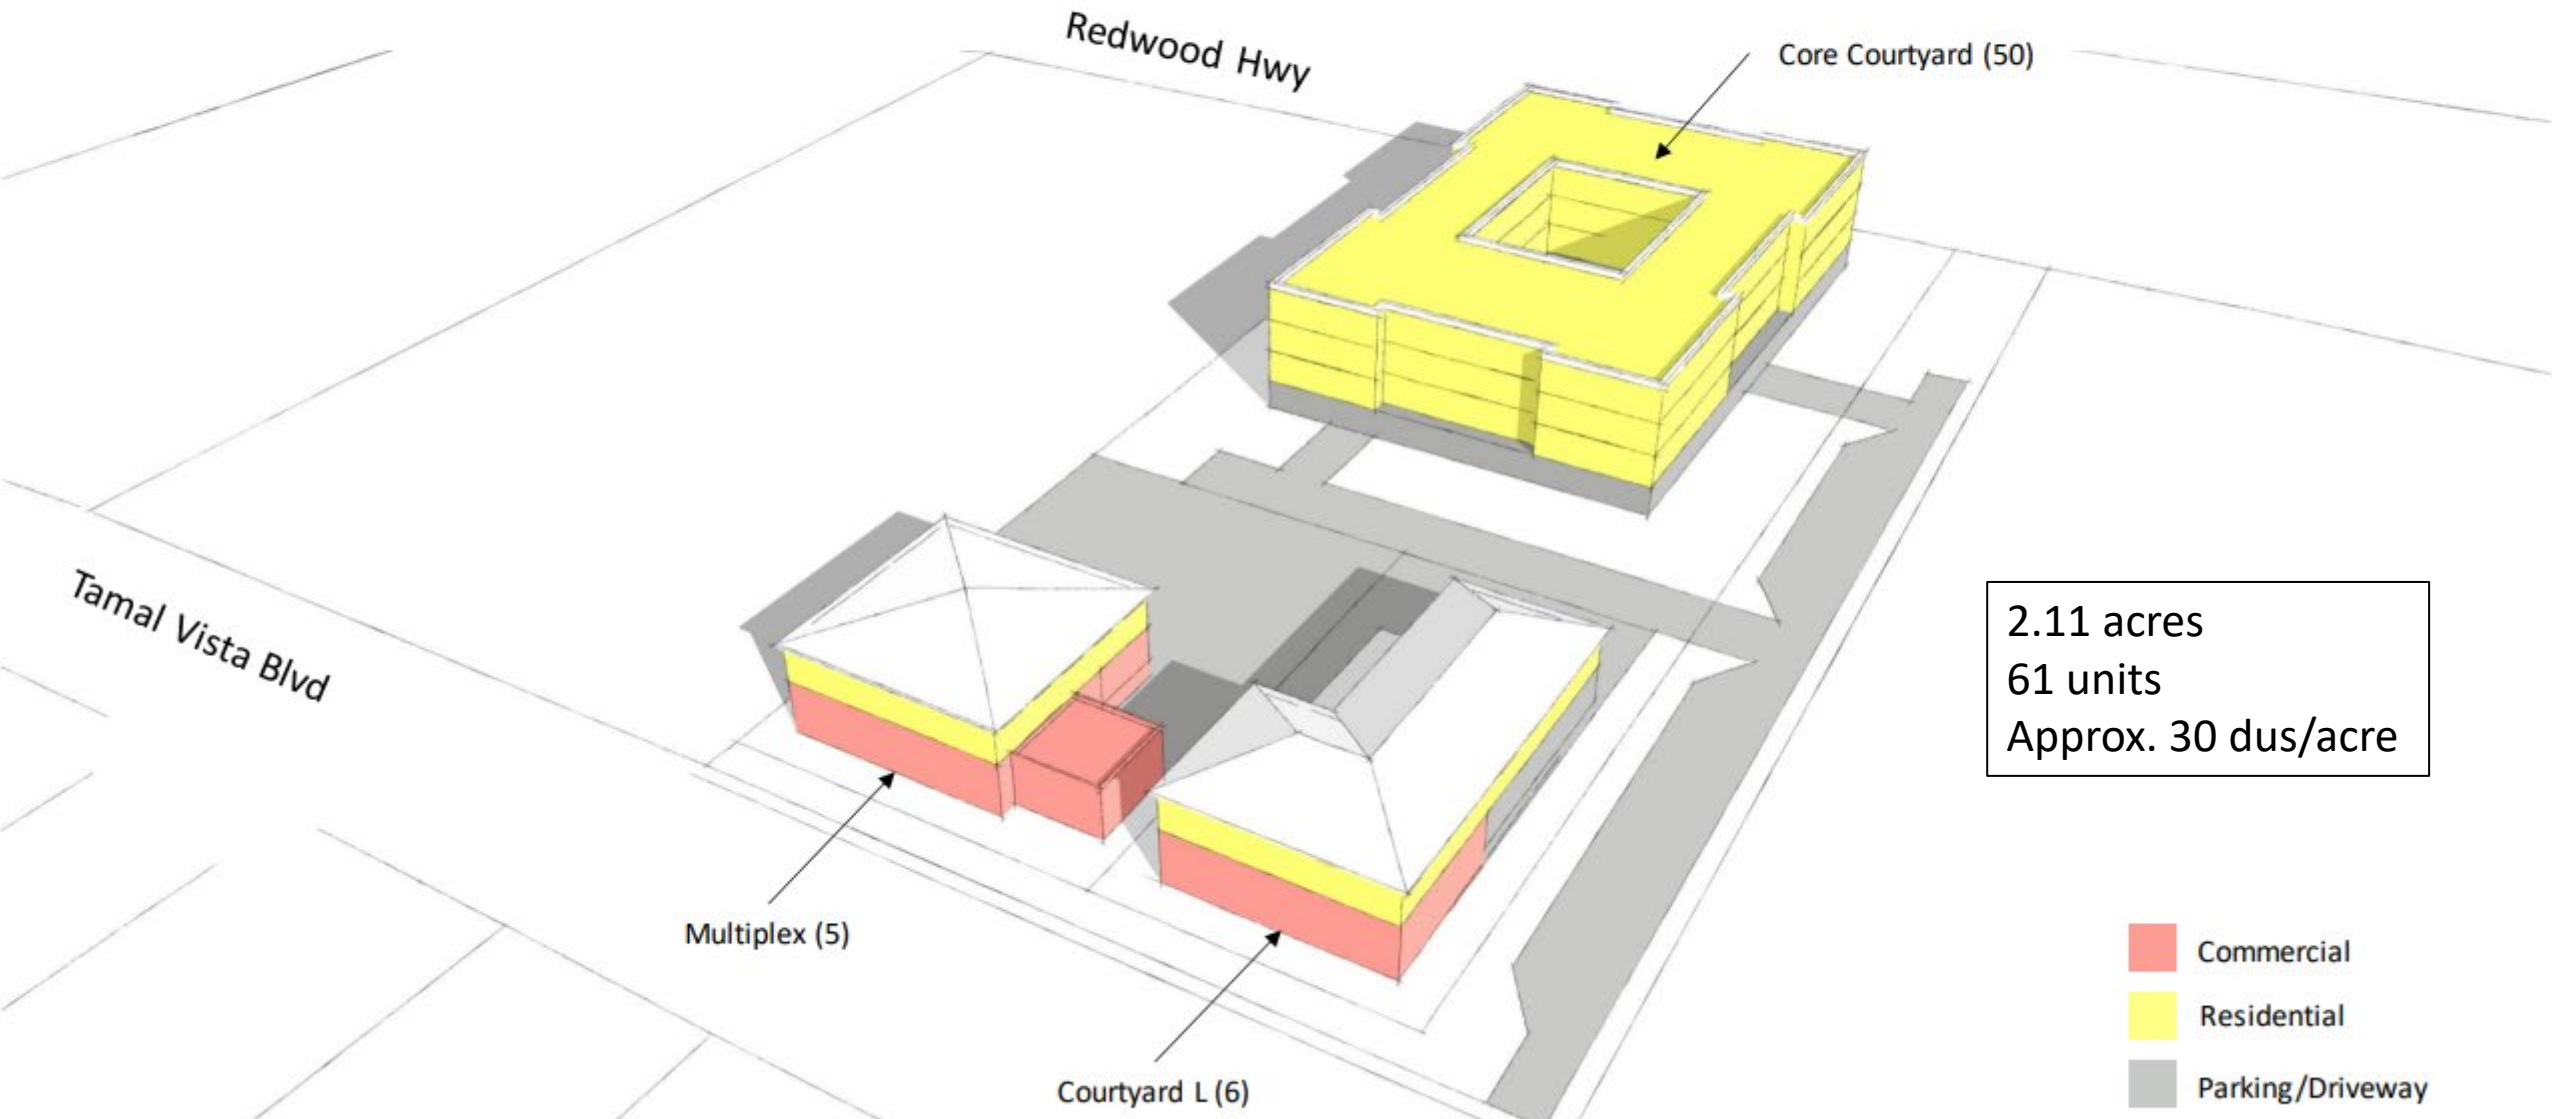 Redwood Hwy
Core Courtyard (50)
Tamal Vista Blvd
2.11 acres
61 units
Approx. 30 dus/acre
Multiplex (5)
Courtyard L (6)
Commercial
Residential
Parking/Driveway